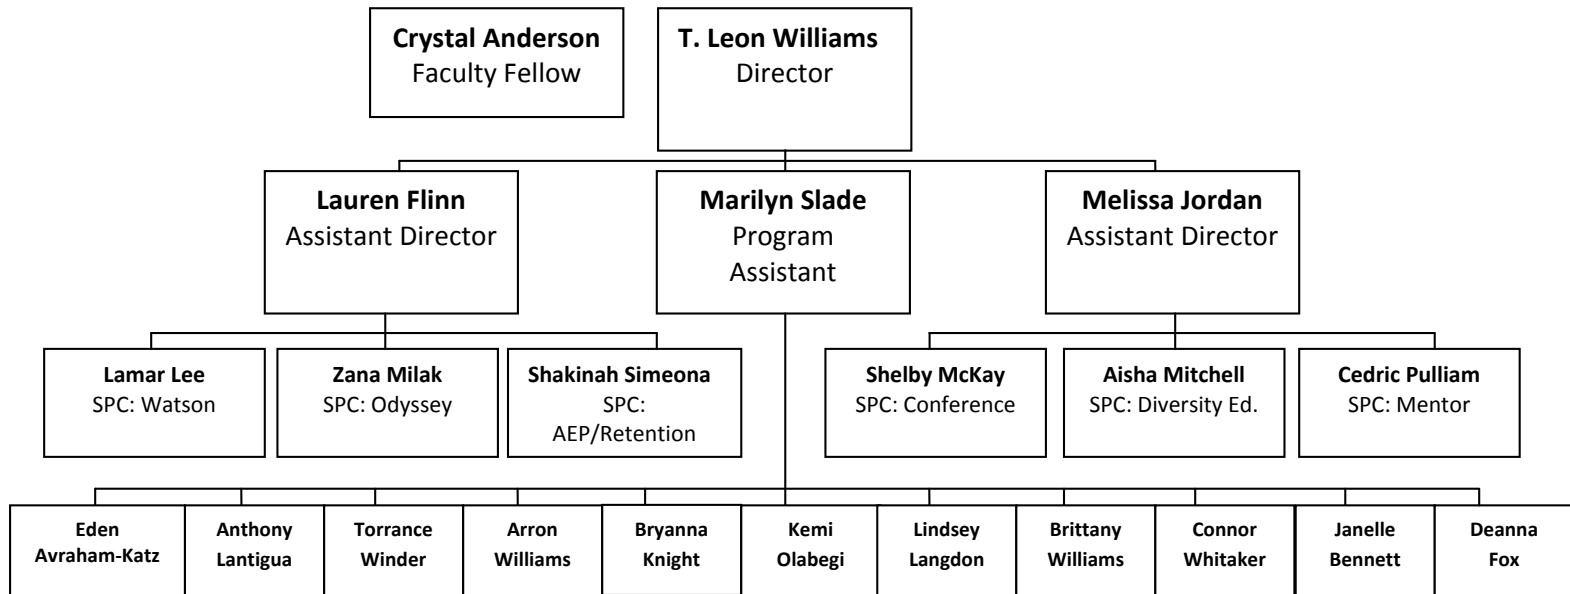 Crystal Anderson
Faculty Fellow
T. Leon Williams
Director
Lauren Flinn
Assistant Director
Marilyn Slade
Program
Assistant
Melissa Jordan
Assistant Director
Lamar Lee
SPC: Watson
Zana Milak
SPC: Odyssey
Shakinah Simeona
SPC:
AEP/Retention
Shelby McKay
SPC: Conference
Aisha Mitchell
SPC: Diversity Ed.
Cedric Pulliam
SPC: Mentor
Eden
Avraham-Katz
Anthony
Lantigua
Torrance
Winder
Arron
Williams
Bryanna
Knight
Kemi
Olabegi
Lindsey
Langdon
Brittany
Williams
Connor
Whitaker
Janelle
Bennett
Deanna
Fox